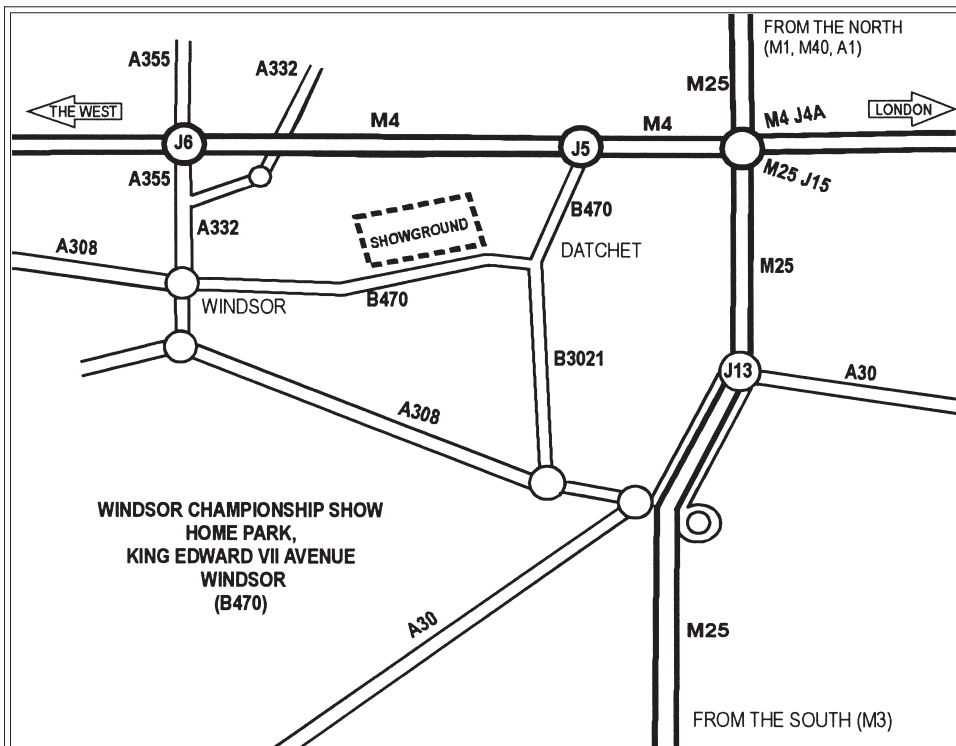 FROM THE NORTH
(M1, M40, A1)
A355
A332
M25
THE WEST
M4
M4
M4 J4A
LONDON
J6
J5
M25 J15
A355
A332
B470
SHOWGROUND
A308
DATCHET
M25
B470
WINDSOR
B3021
J13
A30
A308
WINDSOR CHAMPIONSHIP SHOW
HOME PARK,
KING EDWARD VII AVENUE
WINDSOR
(B470)
A30
M25
FROM THE SOUTH (M3)